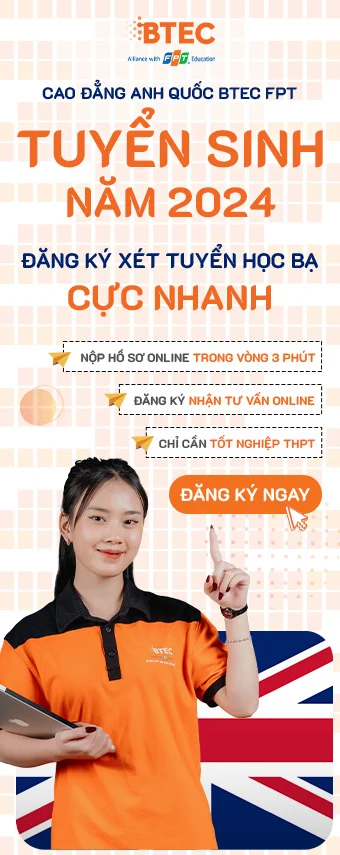 BTEC
Alliance with FPT Education
CAO ĐẲNG ANH QUỐC BTEC FPT
TUYỂN SINH
NĂM 2024
ĐĂNG KÝ XÉT TUYỂN HỌC BẠ
CỰC NHANH
NỘP HỒ SƠ ONLINE TRONG VÒNG 3 PHÚT
ĐĂNG KÝ NHẬN TƯ VẤN ONLINE
CHỈ CẦN TỐT NGHIỆP THPT
ĐĂNG KÝ NGAY
BTEC